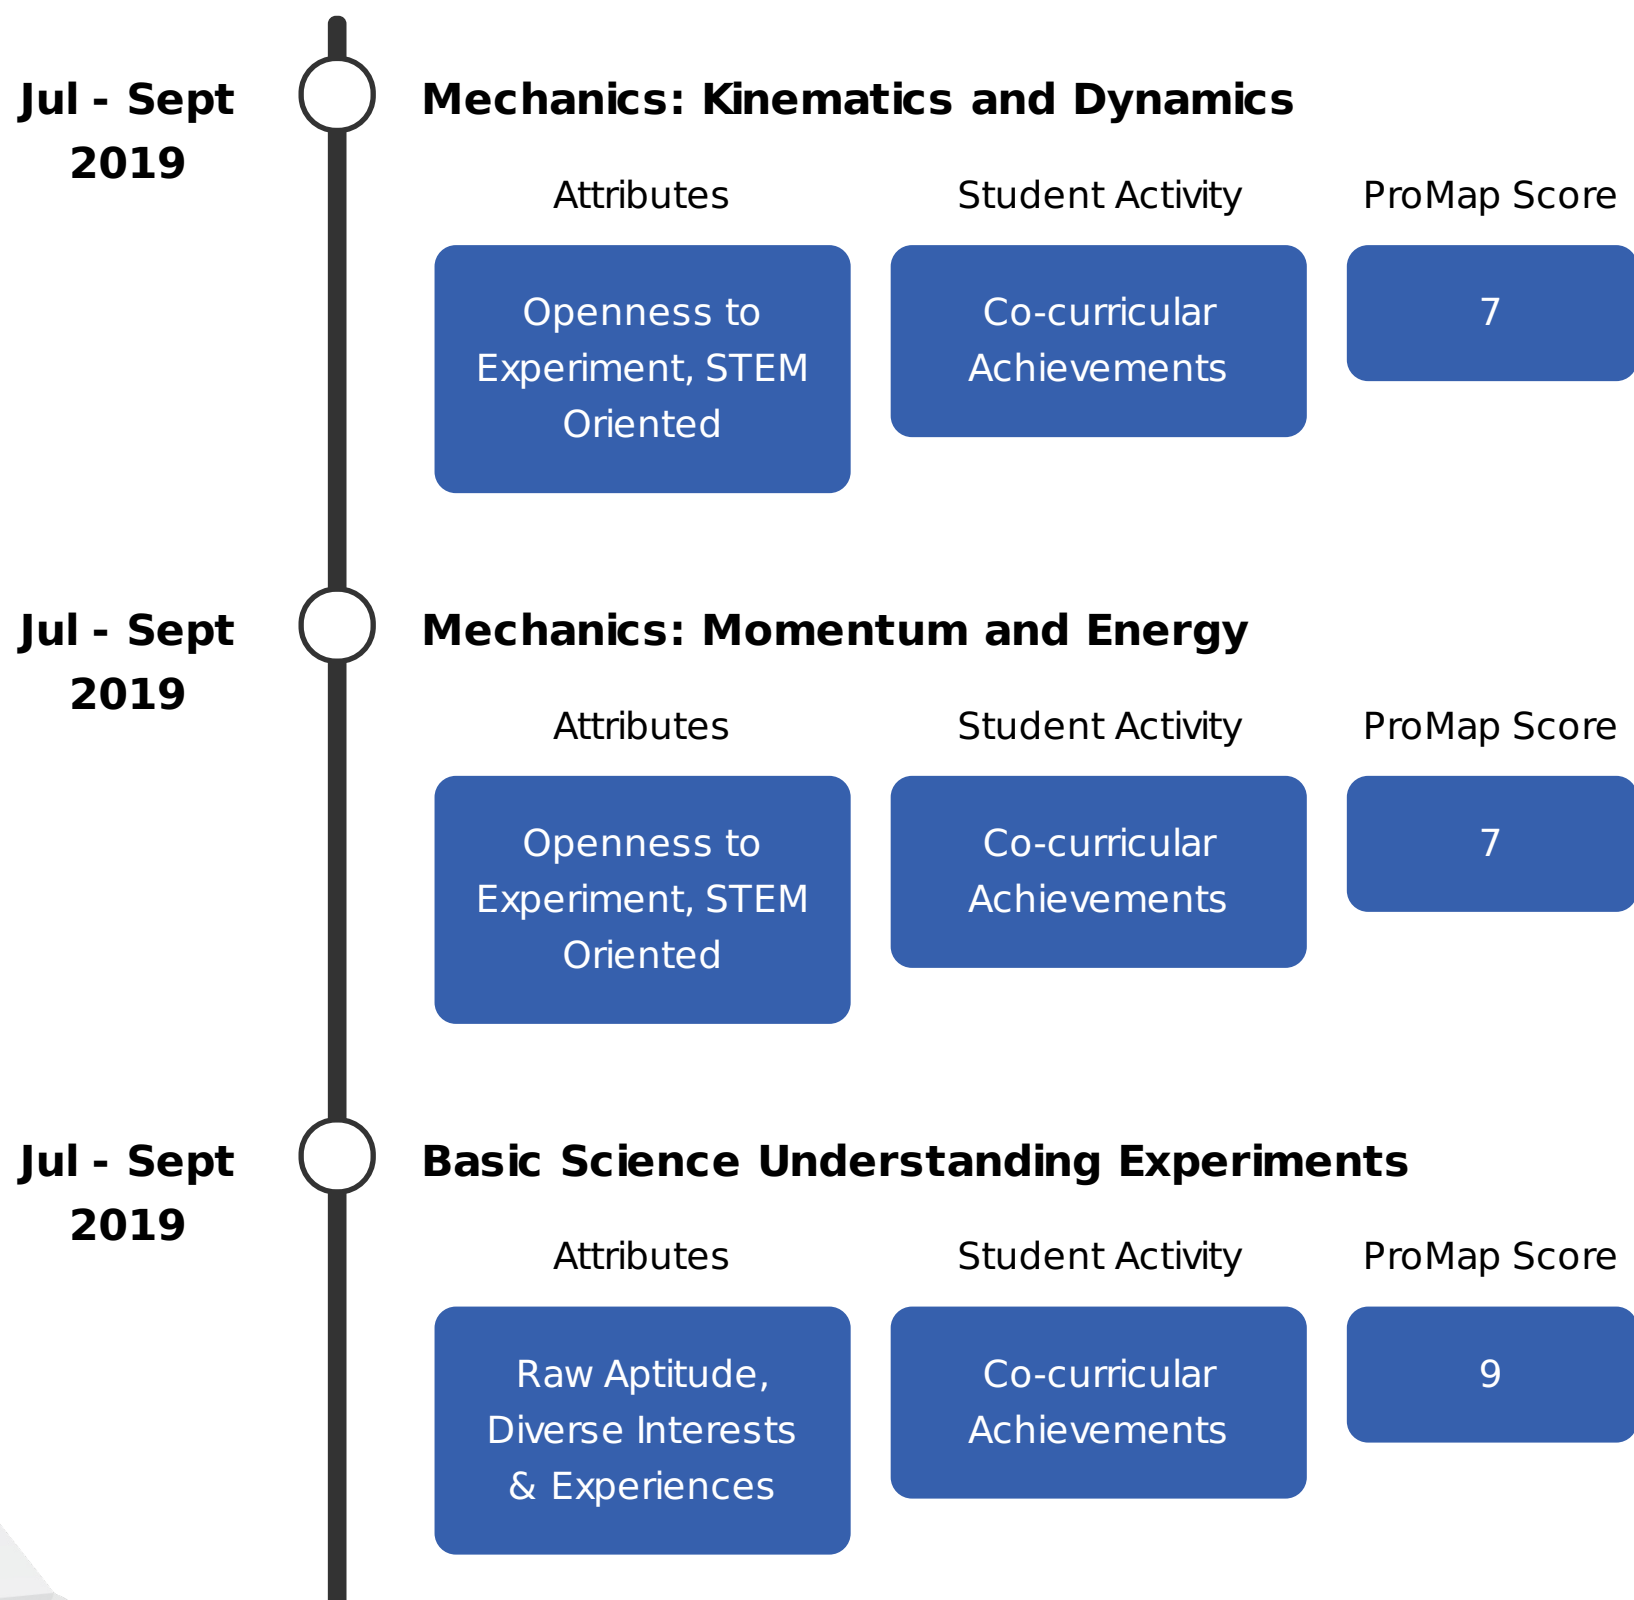 Jul - Sept
2019
Mechanics: Kinematics and Dynamics
Attributes
Student Activity
ProMap Score
Openness to
Experiment, STEM
Oriented
Co-curricular
Achievements
7
Jul - Sept
2019
Mechanics: Momentum and Energy
Attributes
Student Activity
ProMap Score
Openness to
Experiment, STEM
Oriented
Co-curricular
Achievements
7
Jul - Sept
2019
Basic Science Understanding Experiments
Attributes
Student Activity
ProMap Score
Raw Aptitude,
Diverse Interests
& Experiences
Co-curricular
Achievements
9